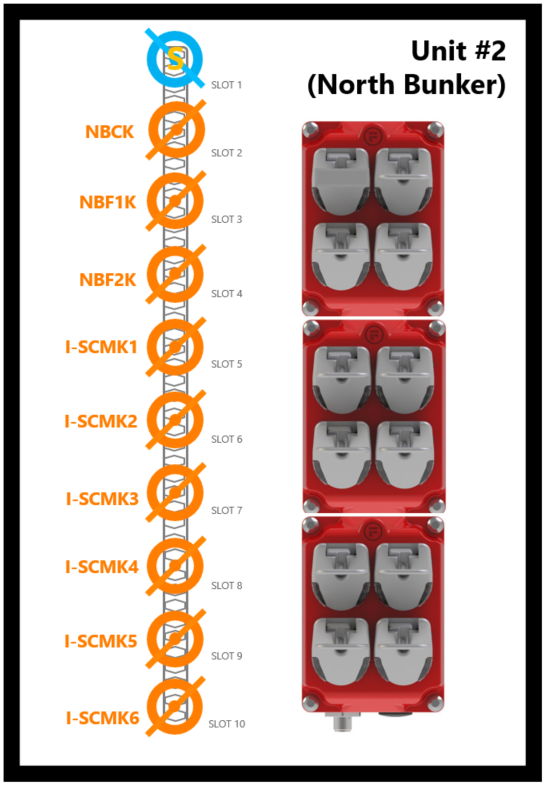 Unit #2
(North Bunker)
S
SLOT 1
NBCK
SLOT 2
NBF1K
SLOT 3
NBF2K
SLOT 4
I-SCMK1
SLOT 5
I-SCMK2
SLOT 6
I-SCMK3
SLOT 7
I-SCMK4
SLOT 8
I-SCMK5
SLOT 9
I-SCMK6
SLOT 10